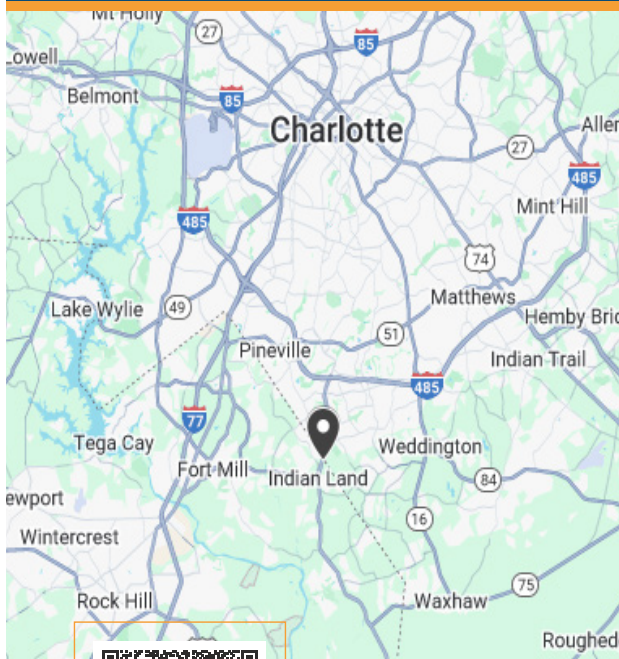 Mt Holly
27
85
Lowell
85
Belmont
Charlotte
Aller
27
485
Mint Hill
485
74
Matthews
Lake Wylie
49
Hemby Brid
51
Pineville
Indian Trail
485
77
Tega Cay
Weddington
Fort Mill
Indian Land
84
ewport
16
Wintercrest
75
Rock Hill
Waxhaw
Roughed